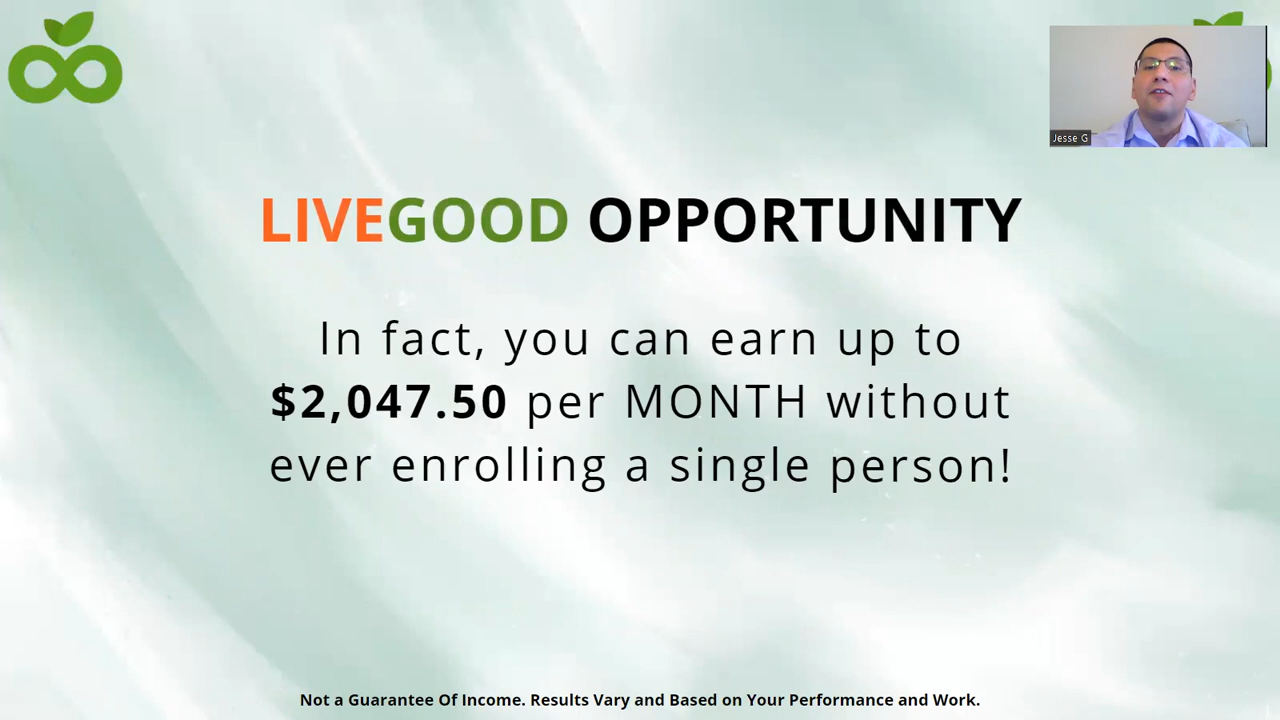 Jesse G
LIVEGOOD OPPORTUNITY
In fact, you can earn up to
$2,047.50 per MONTH without
ever enrolling a single person!
Not a Guarantee Of Income. Results Vary and Based on Your Performance and Work.